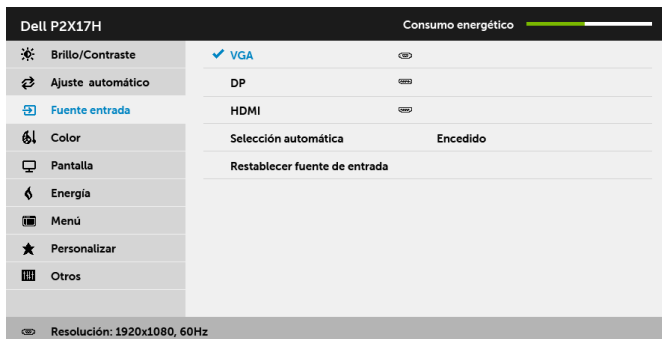 Dell P2X17H Consumo energético
Brillo/Contraste VGA
Ajuste automático DP
Fuente entrada HDMI
Color Selección automática Encedido
Pantalla Restablecer fuente de entrada
Energía
Menú
Personalizar
Otros
Resolución: 1920x1080, 60Hz